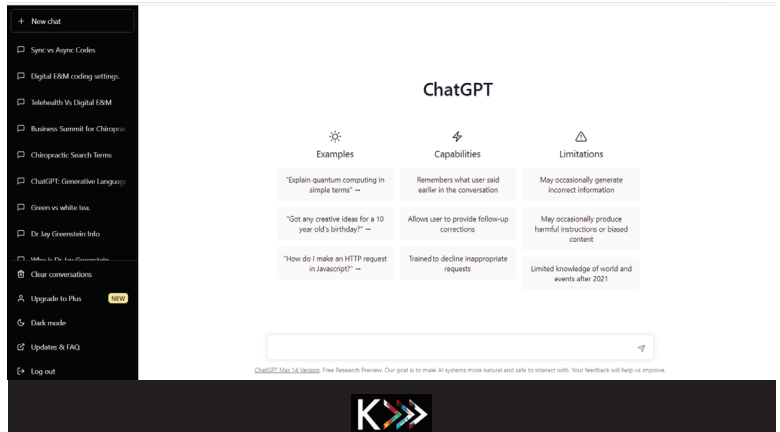 + New chat
Sync vs Async Codes
Digital E&M coding settings.
Telehealth Vs Digital E&M
Business Summit for Chiroprac
Chiropractic Search Terms
ChatGPT: Generative Language
Green vs white tea.
Dr Jay Greenstein Info
Who is Dr. Jay Greenstein
Clear conversations
Upgrade to Plus NEW
Dark mode
Updates & FAQ
Log out
ChatGPT
Examples
"Explain quantum computing in
simple terms" →
"Got any creative ideas for a 10
year old's birthday?" →
"How do I make an HTTP request
in Javascript?" →
Capabilities
Remembers what user said
earlier in the conversation
Allows user to provide follow-up
corrections
Trained to decline inappropriate
requests
Limitations
May occasionally generate
incorrect information
May occasionally produce
harmful instructions or biased
content
Limited knowledge of world and
events after 2021
ChatGPT Mar 14 Version. Free Research Preview. Our goal is to make AI systems more natural and safe to interact with. Your feedback will help us improve.
K